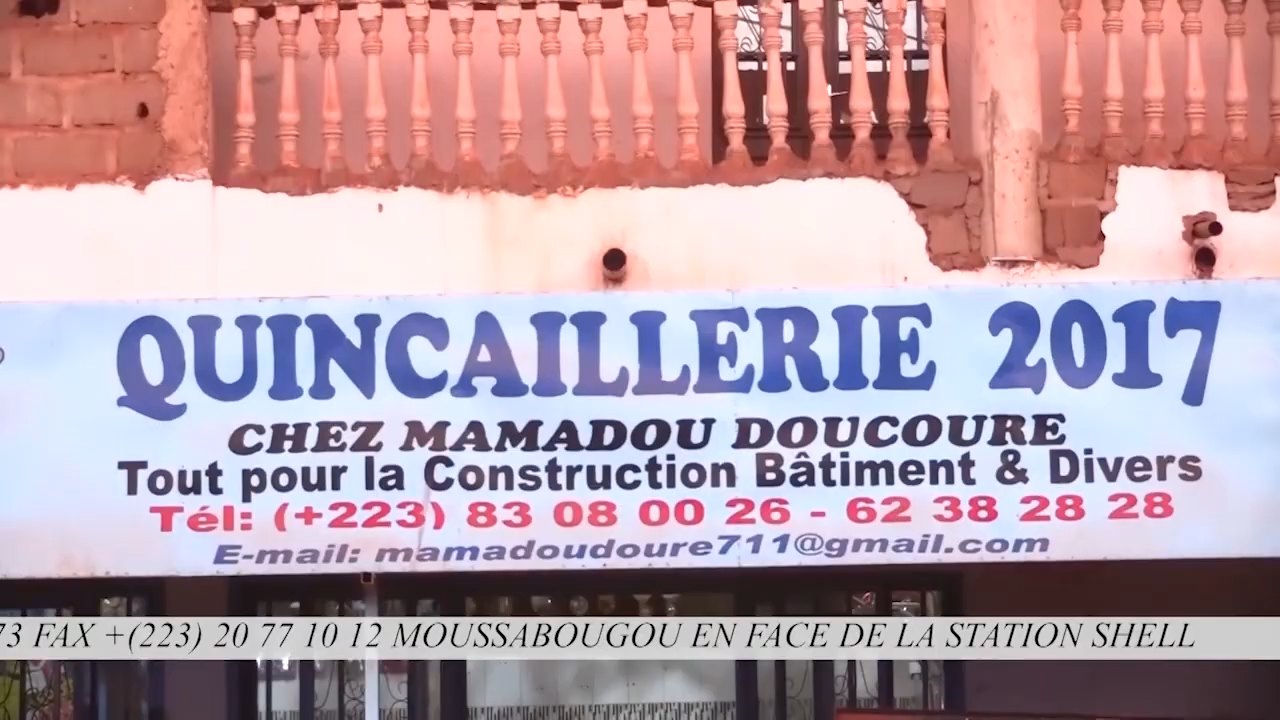 QUINCAILLERIE 2017
CHEZ MAMADOU DOUCOURE
Tout pour la Construction Bâtiment & Divers
Tél: (+223) 83 08 00 26 - 62 38 28 28
E-mail: mamadoudoure711@gmail.com
73 FAX +(223) 20 77 10 12 MOUSSABOUGOU EN FACE DE LA STATION SHELL